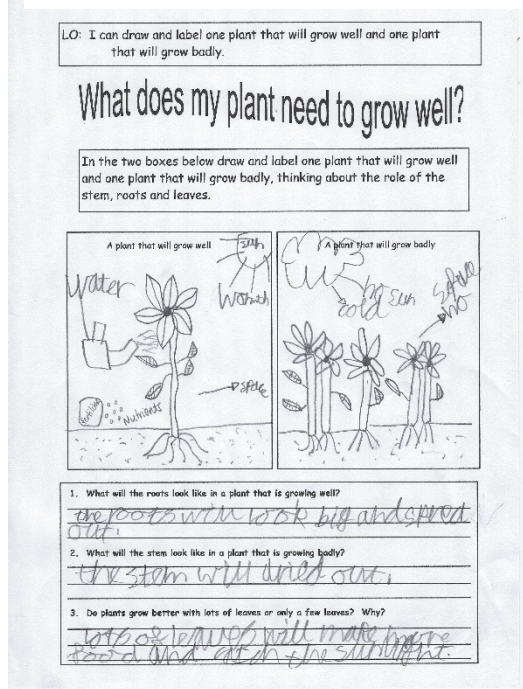 LO: I can draw and label one plant that will grow well and one plant
that will grow badly.
What does my plant need to grow well?
In the two boxes below draw and label one plant that will grow well
and one plant that will grow badly, thinking about the role of the
stem, roots and leaves.
A plant that will grow well
Sun
Water
Warmth
space
Nutrients
A plant that will grow badly
no sun
cold
space
no
1. What will the roots look like in a plant that is growing well?
the roots will look big and spred
out.
2. What will the stem look like in a plant that is growing badly?
the stem will dried out.
3. Do plants grow better with lots of leaves or only a few leaves? Why?
lots of leaves will make more
food and the sunlight.